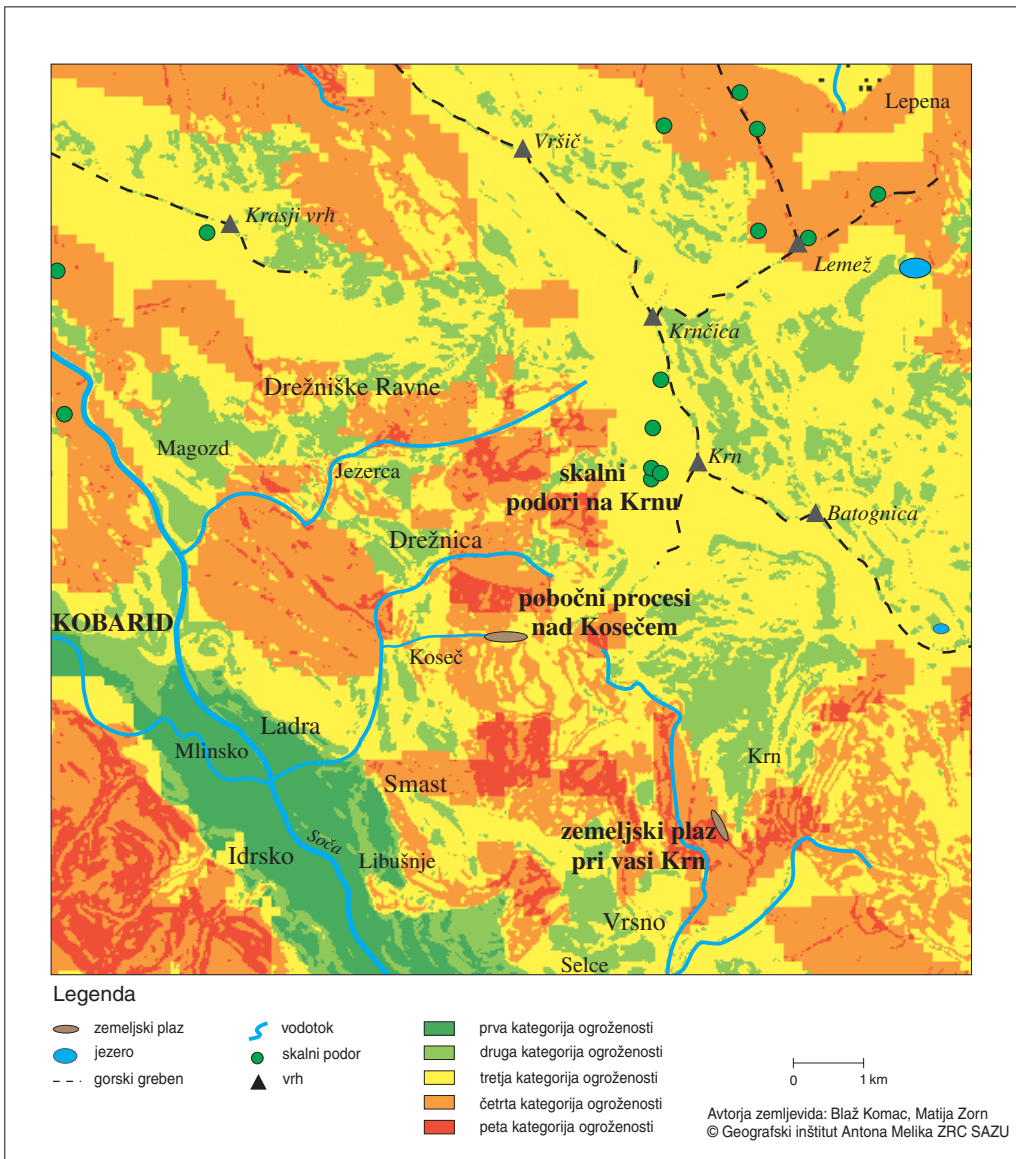 Lepena
Vršič
Krasji vrh
Lemež
Krnčica
Drežniške Ravne
Magozd
Jezerca
Krn
skalni
podori na Krnu
Batognica
Drežnica
pobočni procesi
nad Kosečem
KOBARID
Koseč
Ladra
Mlinsko
Krn
Smast
zemeljski plaz
pri vasi Krn
Soča
Idrsko
Libušnje
Vrsno
Selce
Legenda
zemeljski plaz
jezero
gorski greben
vodotok
skalni podor
vrh
prva kategorija ogroženosti
druga kategorija ogroženosti
tretja kategorija ogroženosti
četrta kategorija ogroženosti
peta kategorija ogroženosti
0 1 km
Avtorja zemljevida: Blaž Komac, Matija Zorn
© Geografski inštitut Antona Melika ZRC SAZU